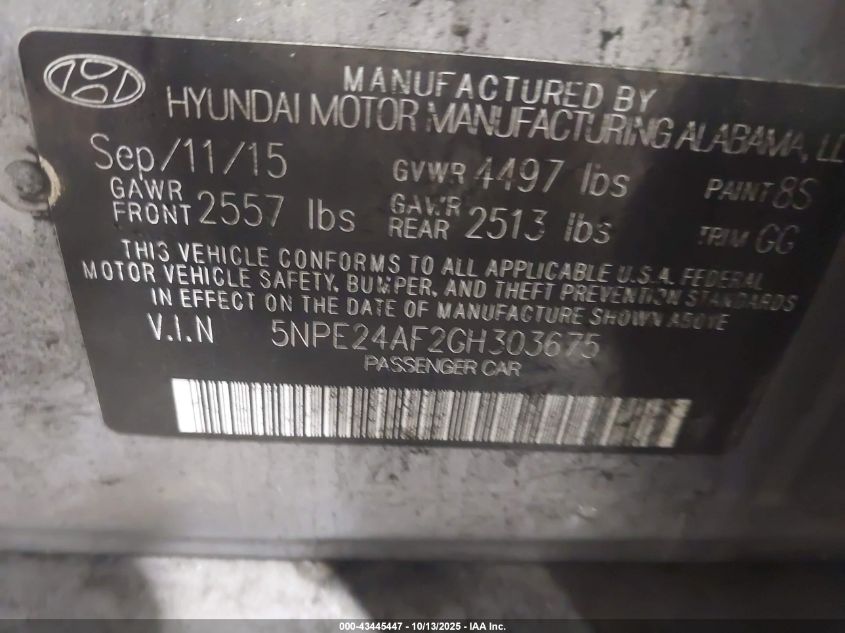 MANUFACTURED BY
HYUNDAI MOTOR MANUFACTURING ALABAMA, LL
Sep/11/15 GVWR 4497 lbs PAINT 8S
GAWR FRONT 2557 lbs GAWR REAR 2513 lbs TRIM GG
THIS VEHICLE CONFORMS TO ALL APPLICABLE U.S.A. FEDERAL
MOTOR VEHICLE SAFETY, BUMPER, AND THEFT PREVENTION STANDARDS
IN EFFECT ON THE DATE OF MANUFACTURE SHOWN ABOVE
V.I.N 5NPE24AF2GH303675
PASSENGER CAR
000-43445447 | 10/13/2025 | IAA Inc.